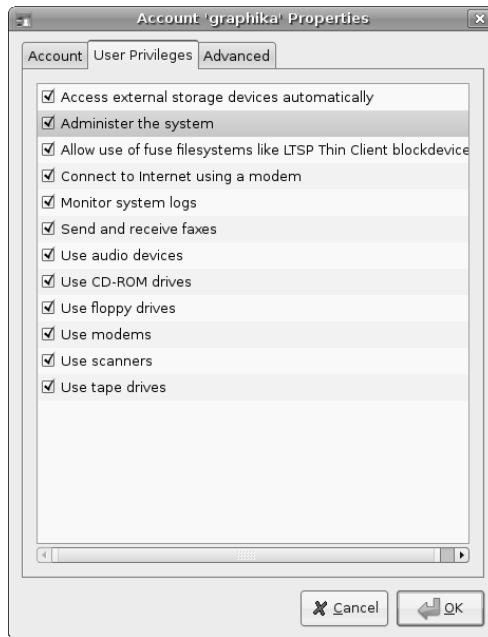 Account 'graphika' Properties
Account User Privileges Advanced
Access external storage devices automatically
Administer the system
Allow use of fuse filesystems like LTSP Thin Client blockdevice
Connect to Internet using a modem
Monitor system logs
Send and receive faxes
Use audio devices
Use CD-ROM drives
Use floppy drives
Use modems
Use scanners
Use tape drives
Cancel OK